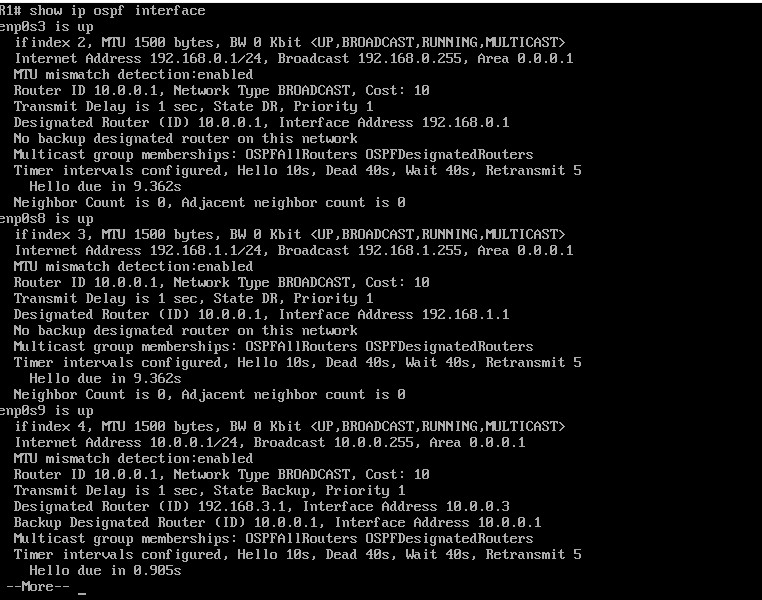 R1# show ip ospf interface
enp0s3 is up
ifindex 2, MTU 1500 bytes, BW 0 Kbit <UP,BROADCAST,RUNNING,MULTICAST>
Internet Address 192.168.0.1/24, Broadcast 192.168.0.255, Area 0.0.0.1
MTU mismatch detection:enabled
Router ID 10.0.0.1, Network Type BROADCAST, Cost: 10
Transmit Delay is 1 sec, State DR, Priority 1
Designated Router (ID) 10.0.0.1, Interface Address 192.168.0.1
No backup designated router on this network
Multicast group memberships: OSPFAllRouters OSPFDesignatedRouters
Timer intervals configured, Hello 10s, Dead 40s, Wait 40s, Retransmit 5
Hello due in 9.362s
Neighbor Count is 0, Adjacent neighbor count is 0
enp0s8 is up
ifindex 3, MTU 1500 bytes, BW 0 Kbit <UP,BROADCAST,RUNNING,MULTICAST>
Internet Address 192.168.1.1/24, Broadcast 192.168.1.255, Area 0.0.0.1
MTU mismatch detection:enabled
Router ID 10.0.0.1, Network Type BROADCAST, Cost: 10
Transmit Delay is 1 sec, State DR, Priority 1
Designated Router (ID) 10.0.0.1, Interface Address 192.168.1.1
No backup designated router on this network
Multicast group memberships: OSPFAllRouters OSPFDesignatedRouters
Timer intervals configured, Hello 10s, Dead 40s, Wait 40s, Retransmit 5
Hello due in 9.362s
Neighbor Count is 0, Adjacent neighbor count is 0
enp0s9 is up
ifindex 4, MTU 1500 bytes, BW 0 Kbit <UP,BROADCAST,RUNNING,MULTICAST>
Internet Address 10.0.0.1/24, Broadcast 10.0.0.255, Area 0.0.0.1
MTU mismatch detection:enabled
Router ID 10.0.0.1, Network Type BROADCAST, Cost: 10
Transmit Delay is 1 sec, State Backup, Priority 1
Designated Router (ID) 192.168.3.1, Interface Address 10.0.0.3
Backup Designated Router (ID) 10.0.0.1, Interface Address 10.0.0.1
Multicast group memberships: OSPFAllRouters OSPFDesignatedRouters
Timer intervals configured, Hello 10s, Dead 40s, Wait 40s, Retransmit 5
Hello due in 0.905s
--More-- _